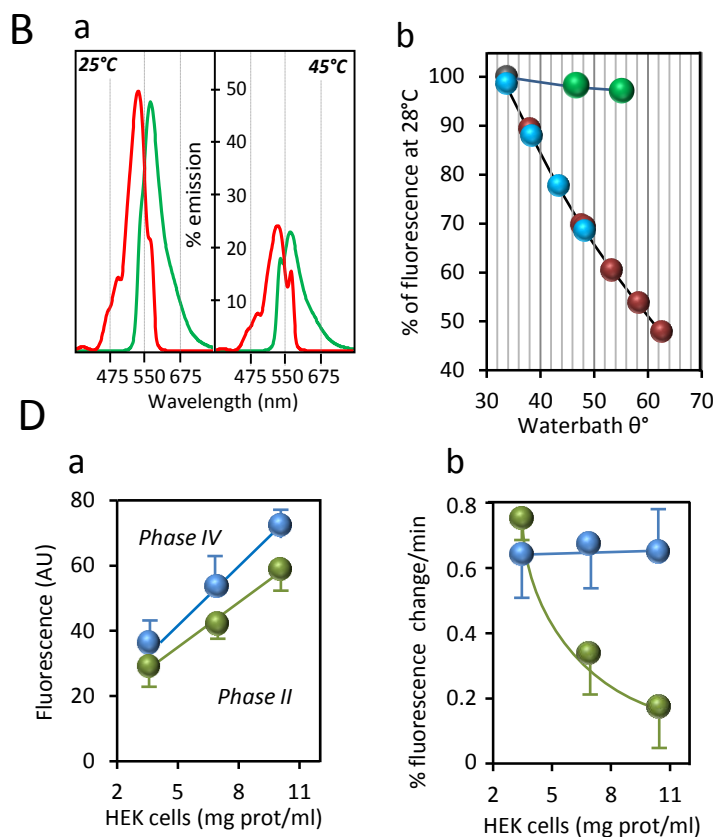 B
a
25°C
45°C
50
40
30
20
10
% emission
475 550 675
475 550 675
Wavelength (nm)
b
100
90
80
70
60
50
40
% of fluorescence at 28°C
30 40 50 60 70
Waterbath θ°
D
a
80
60
40
20
0
Fluorescence (AU)
Phase IV
Phase II
2 5 8 11
HEK cells (mg prot/ml)
b
0.8
0.6
0.4
0.2
0
% fluorescence change/min
2 5 8 11
HEK cells (mg prot/ml)